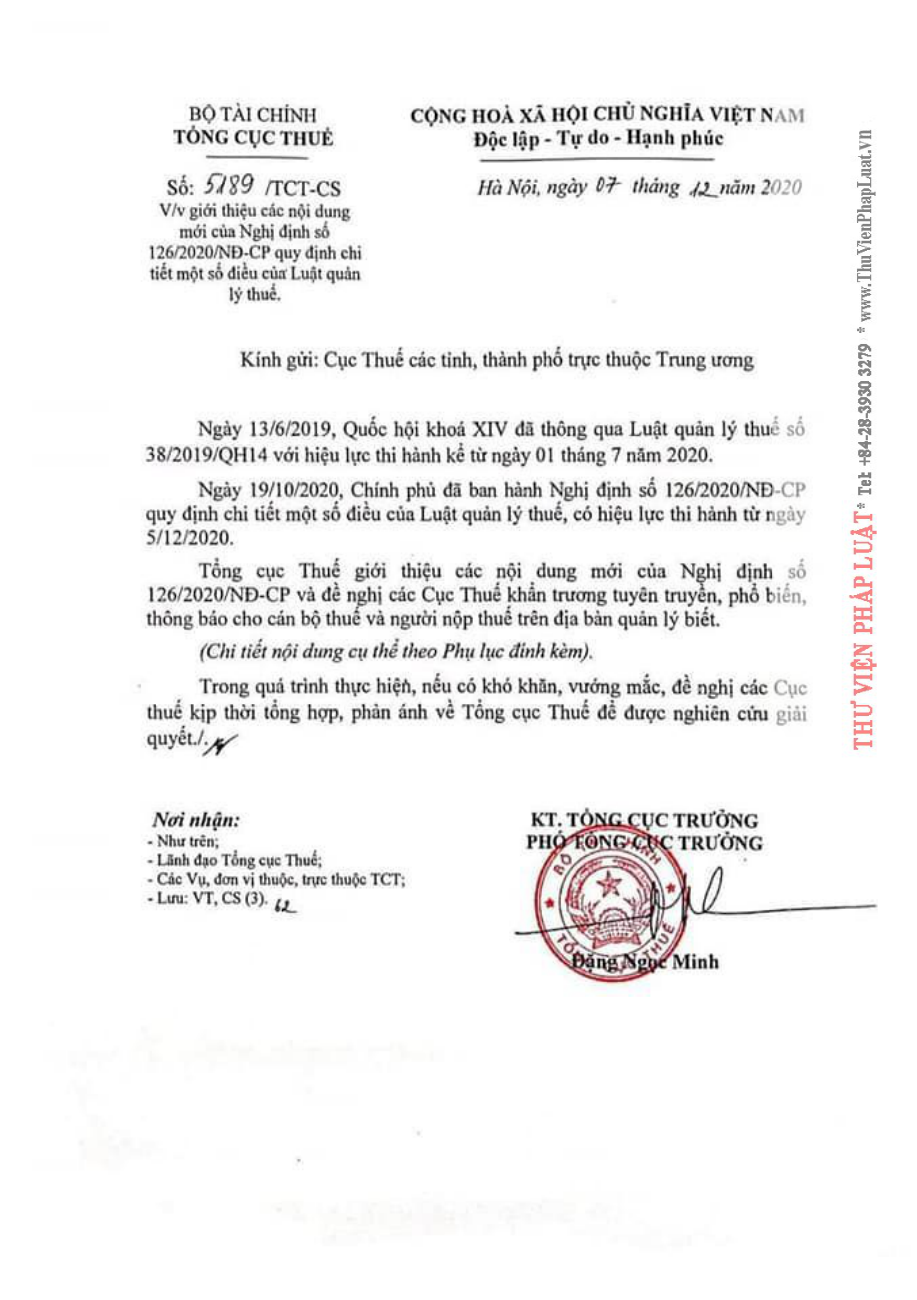 BỘ TÀI CHÍNH
TỔNG CỤC THUẾ
CỘNG HOÀ XÃ HỘI CHỦ NGHĨA VIỆT NAM
Độc lập - Tự do - Hạnh phúc
Số: 5189 /TCT-CS
V/v giới thiệu các nội dung
mới của Nghị định số
126/2020/NĐ-CP quy định chi
tiết một số điều của Luật quản
lý thuế.
Hà Nội, ngày 07 tháng 12 năm 2020
Kính gửi: Cục Thuế các tỉnh, thành phố trực thuộc Trung ương
Ngày 13/6/2019, Quốc hội khoá XIV đã thông qua Luật quản lý thuế số
38/2019/QH14 với hiệu lực thi hành kể từ ngày 01 tháng 7 năm 2020.
Ngày 19/10/2020, Chính phủ đã ban hành Nghị định số 126/2020/NĐ-CP
quy định chi tiết một số điều của Luật quản lý thuế, có hiệu lực thi hành từ ngày
5/12/2020.
Tổng cục Thuế giới thiệu các nội dung mới của Nghị định số
126/2020/NĐ-CP và đề nghị các Cục Thuế khẩn trương tuyên truyền, phổ biến,
thông báo cho cán bộ thuế và người nộp thuế trên địa bàn quản lý biết.
(Chi tiết nội dung cụ thể theo Phụ lục đính kèm).
Trong quá trình thực hiện, nếu có khó khăn, vướng mắc, đề nghị các Cục
thuế kịp thời tổng hợp, phản ánh về Tổng cục Thuế để được nghiên cứu giải
quyết./.
Nơi nhận:
- Như trên;
- Lãnh đạo Tổng cục Thuế;
- Các Vụ, đơn vị thuộc, trực thuộc TCT;
- Lưu: VT, CS (3). 62
KT. TỔNG CỤC TRƯỞNG
PHÓ TỔNG CỤC TRƯỞNG
BỘ TÀI CHÍNH
TỔNG CỤC THUẾ
Đặng Ngọc Minh
THƯ VIỆN PHÁP LUẬT * Tel: +84-28-3930 3279 * www.ThuVienPhapLuat.vn